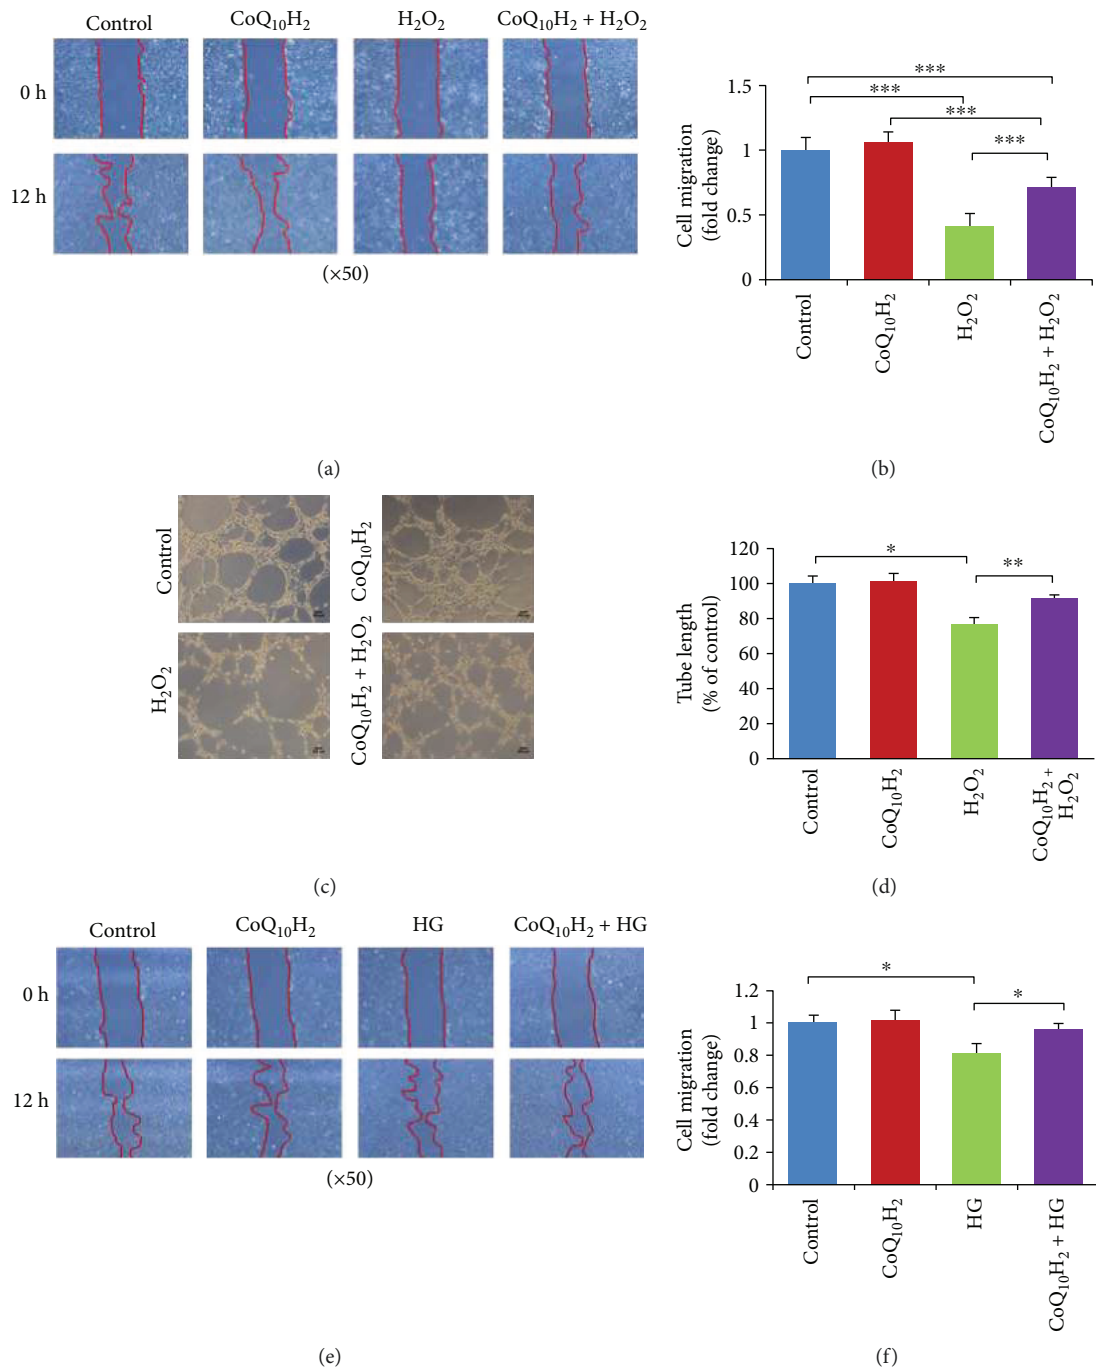 Control CoQ₁₀H₂ H₂O₂ CoQ₁₀H₂ + H₂O₂
0 h
12 h
(×50)
(a)
***
***
***
***
1.5
1
0.5
0
Cell migration
(fold change)
Control
CoQ₁₀H₂
H₂O₂
CoQ₁₀H₂ + H₂O₂
(b)
Control
CoQ₁₀H₂
H₂O₂
CoQ₁₀H₂ + H₂O₂
(c)
*
**
120
100
80
60
40
20
0
Tube length
(% of control)
Control
CoQ₁₀H₂
H₂O₂
CoQ₁₀H₂ +
H₂O₂
(d)
Control CoQ₁₀H₂ HG CoQ₁₀H₂ + HG
0 h
12 h
(×50)
(e)
*
*
1.2
1
0.8
0.6
0.4
0.2
0
Cell migration
(fold change)
Control
CoQ₁₀H₂
HG
CoQ₁₀H₂ + HG
(f)